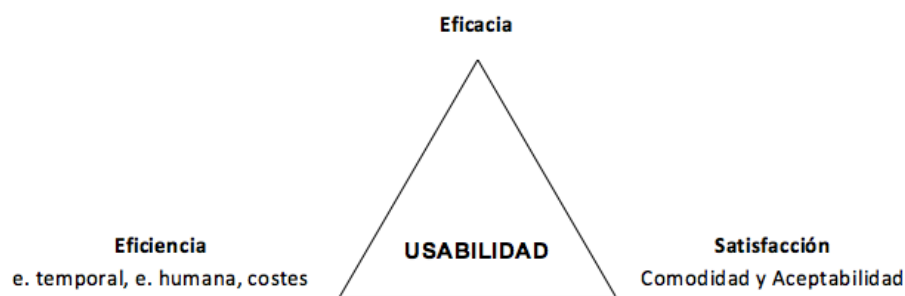 Eficacia
Eficiencia
e. temporal, e. humana, costes
USABILIDAD
Satisfacción
Comodidad y Aceptabilidad